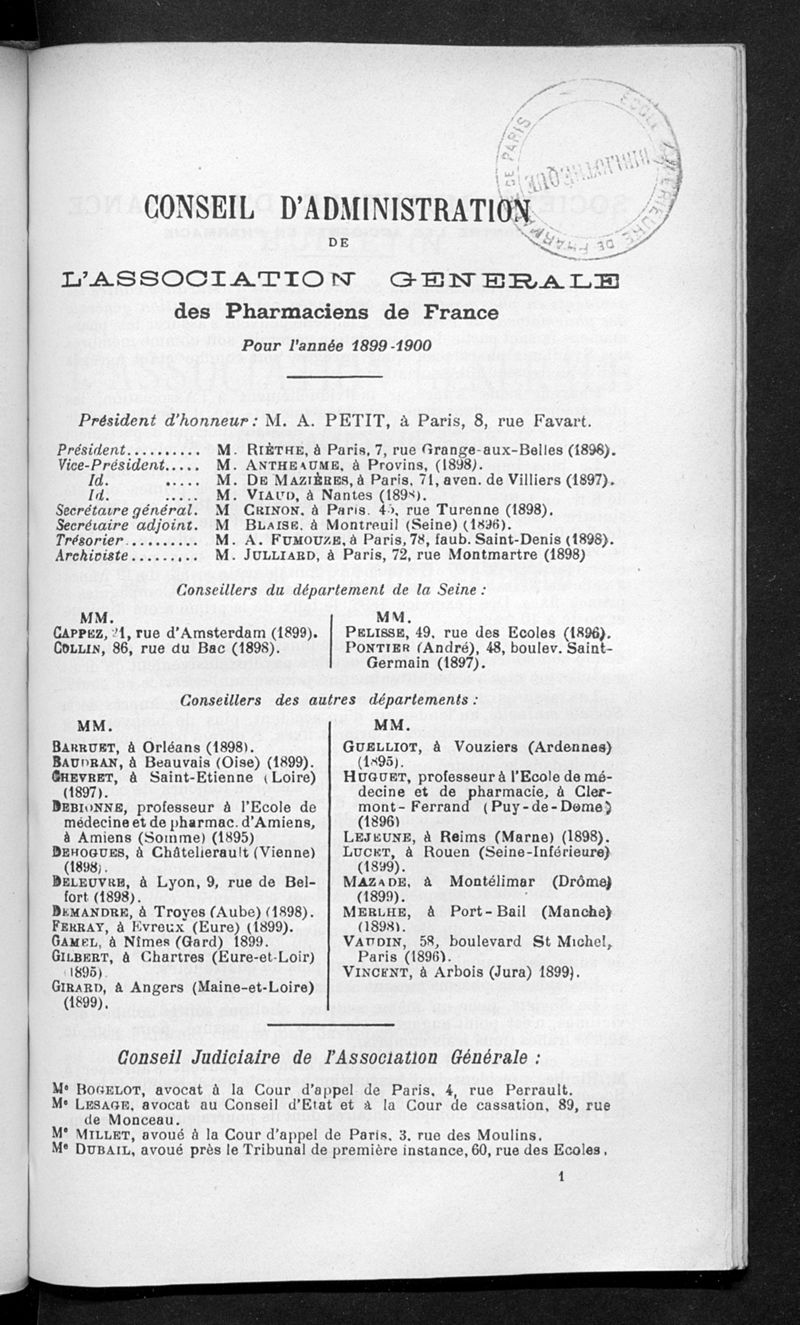 ECOLE SUPERIEURE DE PHARMACIE DE PARIS
BIBLIOTHEQUE
CONSEIL D'ADMINISTRATION
DE
L'ASSOCIATION GENERALE
des Pharmaciens de France
Pour l'année 1899-1900
Président d'honneur: M. A. PETIT, à Paris, 8, rue Favart.
Président.......... M. RIÈTHE, à Paris, 7, rue Grange-aux-Belles (1898).
Vice-Président..... M. ANTHEAUME, à Provins, (1898).
Id. ..... M. DE MAZIÈRES, à Paris, 71, aven. de Villiers (1897).
Id. ..... M. VIAUD, à Nantes (1898).
Secrétaire général. M CRINON, à Paris. 45, rue Turenne (1898).
Secrétaire adjoint. M BLAISE, à Montreuil (Seine) (1896).
Trésorier.......... M. A. FUMOUZE, à Paris, 78, faub. Saint-Denis (1898).
Archiviste......... M. JULLIARD, à Paris, 72, rue Montmartre (1898)
Conseillers du département de la Seine:
MM.
CAPPEZ, 21, rue d'Amsterdam (1899).
COLLIN, 86, rue du Bac (1898).
MM.
PELISSE, 49, rue des Ecoles (1896).
PONTIER (André), 48, boulev. Saint-
Germain (1897).
Conseillers des autres départements:
MM.
BARRUET, à Orléans (1898).
BAUDRAN, à Beauvais (Oise) (1899).
CHEVRET, à Saint-Etienne (Loire)
(1897).
DEBIONNE, professeur à l'Ecole de
médecine et de pharmac. d'Amiens,
à Amiens (Somme) (1895)
DEHOGUES, à Châtellerault (Vienne)
(1898).
DELEUVRE, à Lyon, 9, rue de Bel-
fort (1898).
DEMANDRE, à Troyes (Aube) (1898).
FERRAY, à Evreux (Eure) (1899).
GAMEL, à Nîmes (Gard) 1899.
GILBERT, à Chartres (Eure-et-Loir)
(1895).
GIRARD, à Angers (Maine-et-Loire)
(1899).
MM.
GUELLIOT, à Vouziers (Ardennes)
(1895).
HUGUET, professeur à l'Ecole de mé-
decine et de pharmacie, à Cler-
mont-Ferrand (Puy-de-Dome)
(1896)
LEJEUNE, à Reims (Marne) (1898).
LUCET, à Rouen (Seine-Inférieure)
(1899).
MAZADE, à Montélimar (Drôme)
(1899).
MERLHE, à Port-Bail (Manche)
(1898).
VAUDIN, 58, boulevard St Michel,
Paris (1896).
VINCENT, à Arbois (Jura) 1899).
Conseil Judiciaire de l'Association Générale:
Me BOGELOT, avocat à la Cour d'appel de Paris, 4, rue Perrault.
Me LESAGE, avocat au Conseil d'Etat et à la Cour de cassation, 89, rue
de Monceau.
Me MILLET, avoué à la Cour d'appel de Paris, 3, rue des Moulins.
Me DUBAIL, avoué près le Tribunal de première instance, 60, rue des Ecoles.
1